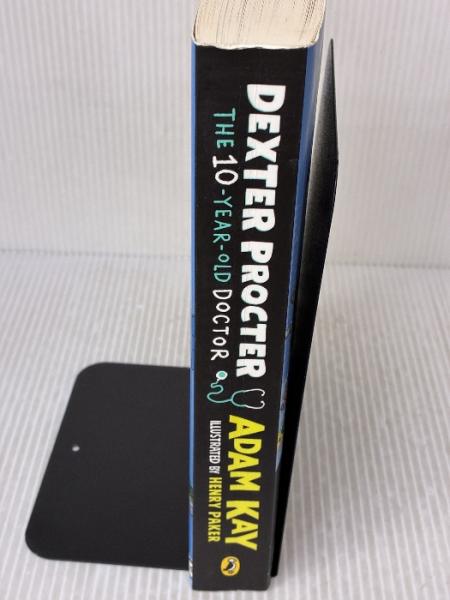 DEXTER PROCTER
THE 10-YEAR-OLD DOCTOR
ADAM KAY
ILLUSTRATED BY HENRY PAKER